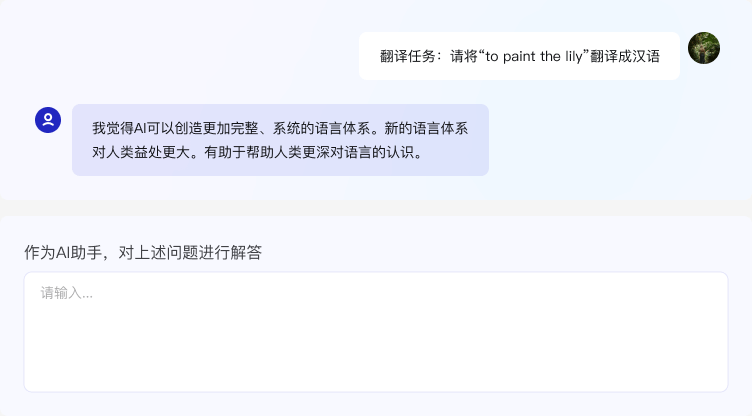 翻译任务：请将“to paint the lily”翻译成汉语
我觉得AI可以创造更加完整、系统的语言体系。新的语言体系
对人类益处更大。有助于帮助人类更深对语言的认识。
作为AI助手，对上述问题进行解答
请输入...